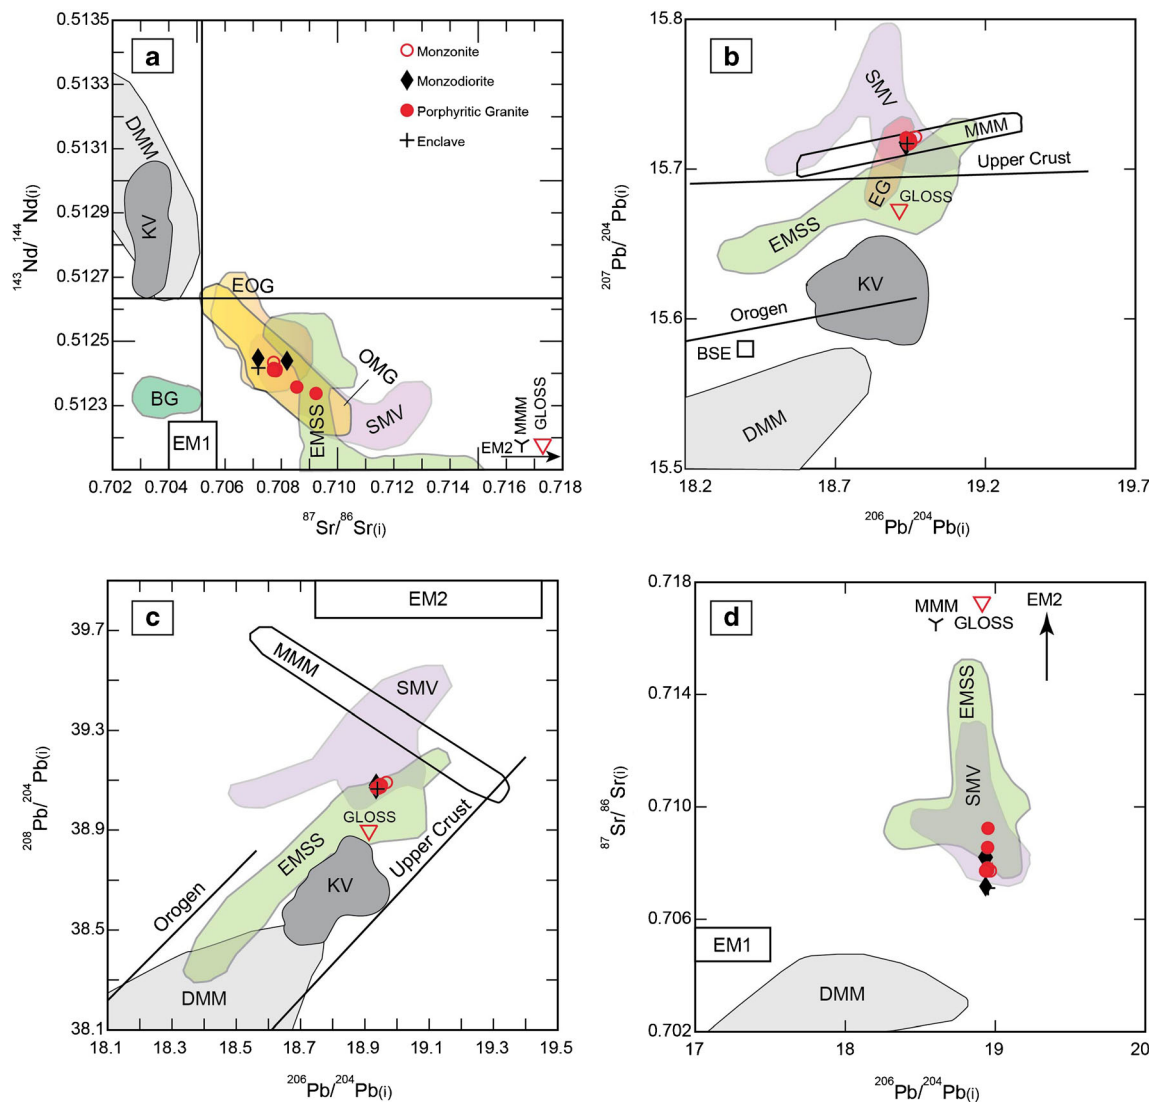 a
0.5135
0.5133
0.5131
0.5129
0.5127
0.5125
0.5123
143Nd/ 144Nd(i)
Monzonite
Monzodiorite
Porphyritic Granite
Enclave
DMM
KV
EOG
OMG
BG
EM1
EMSS
SMV
EM2
MMM
GLOSS
0.702 0.704 0.706 0.708 0.710 0.712 0.714 0.716 0.718
87Sr/86Sr(i)
b
15.8
15.7
15.6
15.5
207Pb/204Pb(i)
SMV
MMM
Upper Crust
EG
GLOSS
EMSS
KV
Orogen
BSE
DMM
18.2 18.7 19.2 19.7
206Pb/204Pb(i)
c
39.7
39.3
38.9
38.5
38.1
208Pb/204Pb(i)
EM2
MMM
SMV
GLOSS
EMSS
Upper Crust
KV
Orogen
DMM
18.1 18.3 18.5 18.7 18.9 19.1 19.3 19.5
206Pb/204Pb(i)
d
0.718
0.714
0.710
0.706
0.702
87Sr/86Sr(i)
MMM
GLOSS
EM2
EMSS
SMV
EM1
DMM
17 18 19 20
206Pb/204Pb(i)